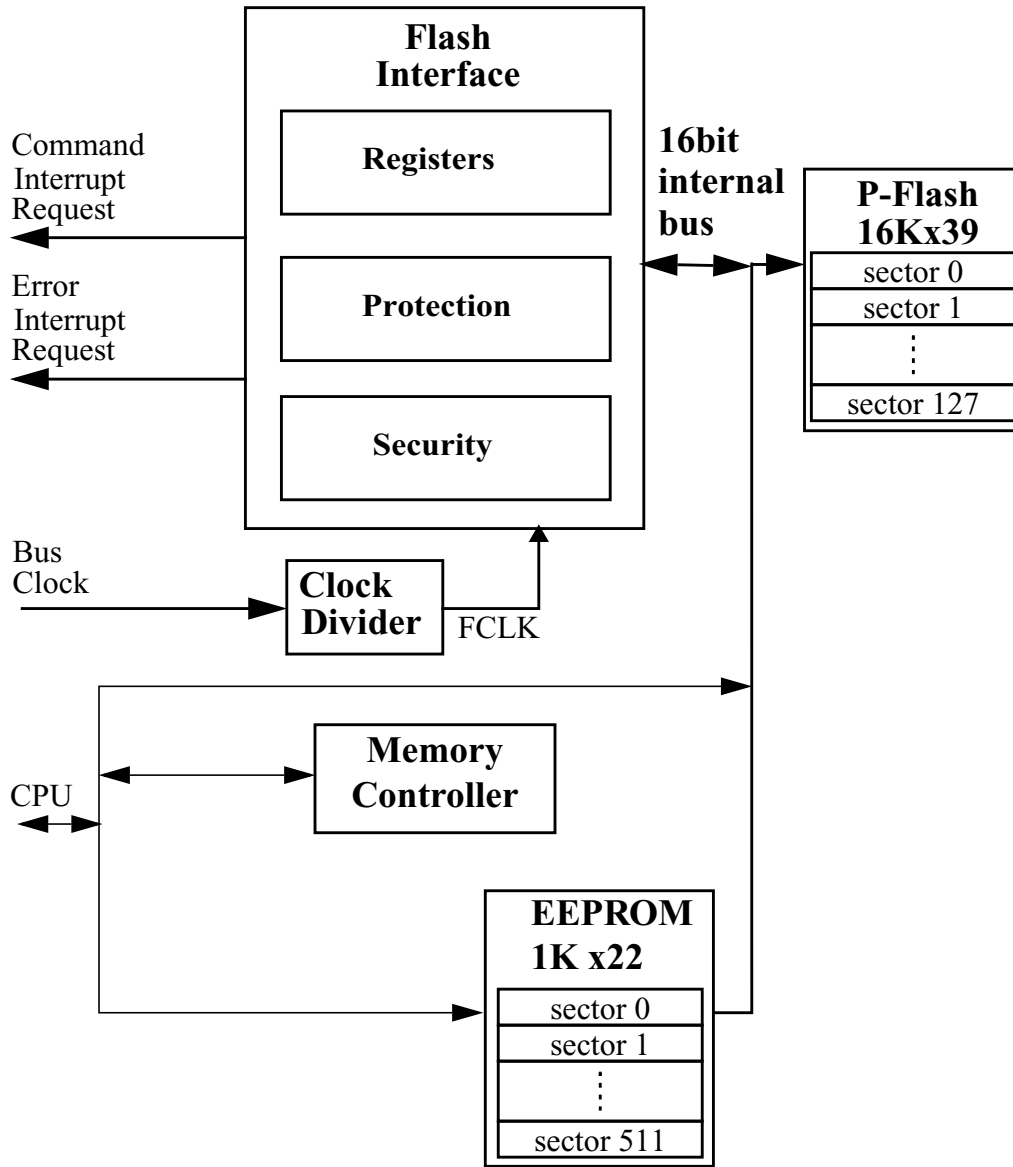 Flash
Interface
Registers
Protection
Security
Command
Interrupt
Request
Error
Interrupt
Request
16bit
internal
bus
P-Flash
16Kx39
sector 0
sector 1
sector 127
Bus
Clock
Clock
Divider
FCLK
Memory
Controller
CPU
EEPROM
1K x22
sector 0
sector 1
sector 511